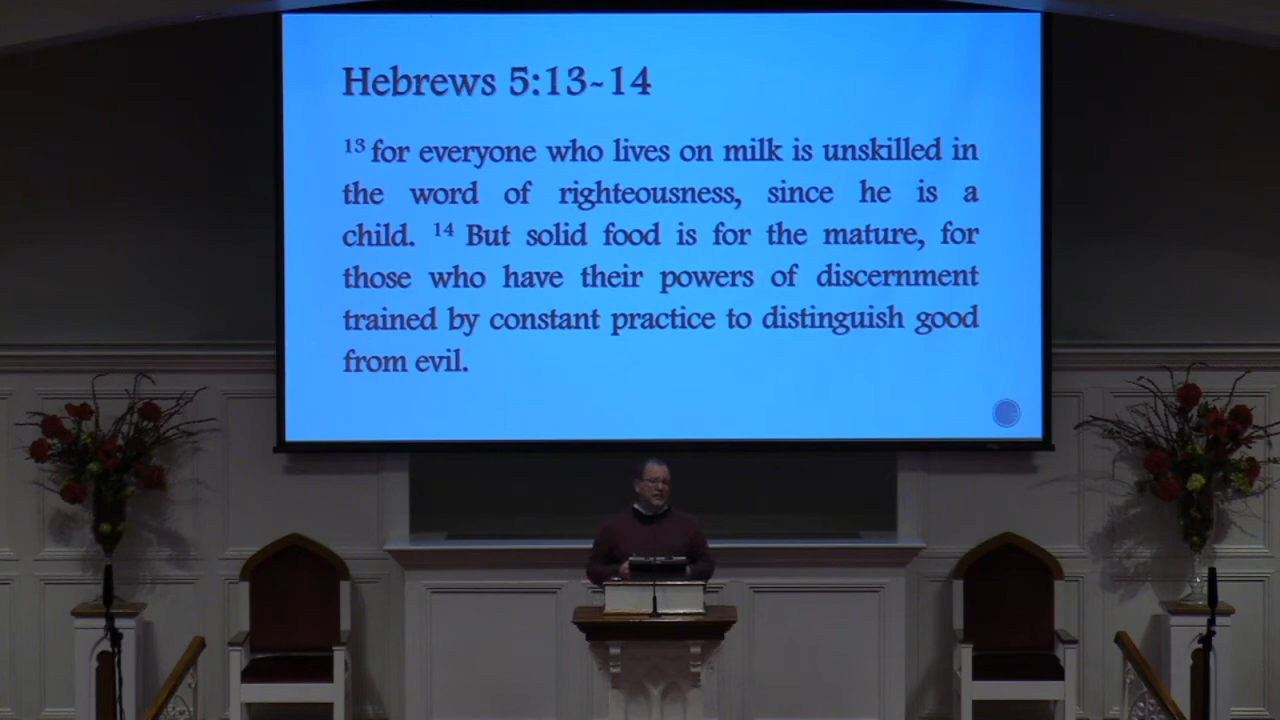 Hebrews 5:13-14
13 for everyone who lives on milk is unskilled in
the word of righteousness, since he is a
child. 14 But solid food is for the mature, for
those who have their powers of discernment
trained by constant practice to distinguish good
from evil.